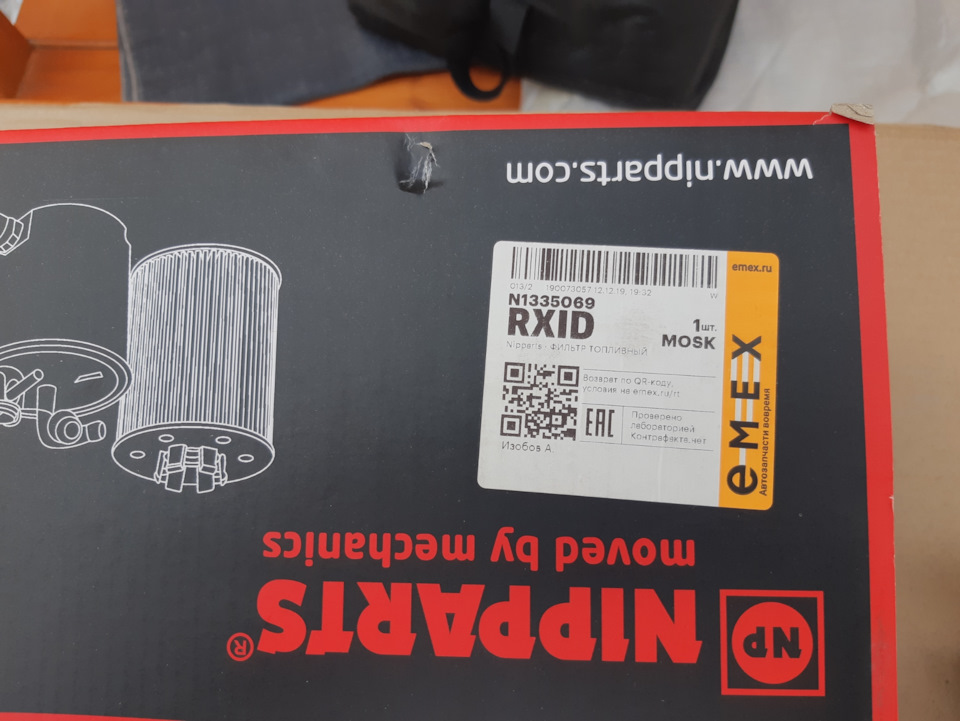 www.nipparts.com
emex.ru
013/2 190073057 12.12.19, 19:32 W
N1335069
RXID
1шт.
MOSK
Nipparts - ФИЛЬТР ТОПЛИВНЫЙ
Возврат по QR-коду,
условия на emex.ru/rt
EAC
Проверено
лабораторией
Контрафакта.нет
Изобов А.
e-MEX
Автозапчасти вовремя
moved by mechanics
NIPPARTS®
NP